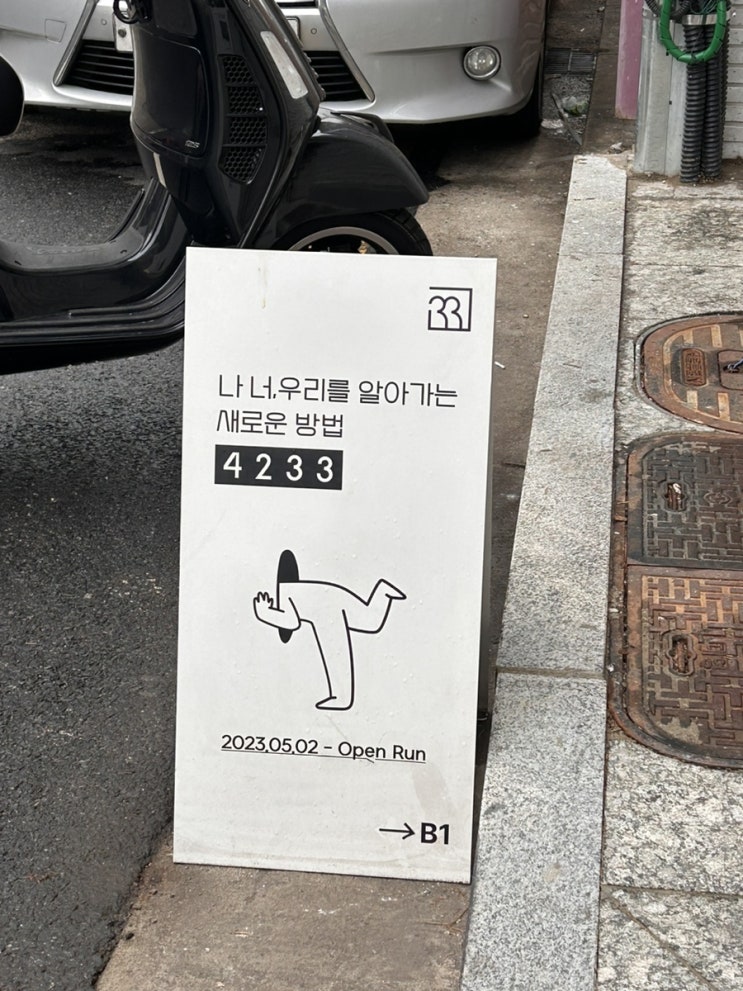 33
나 너,우리를 알아가는
새로운 방법
4233
2023.05.02 - Open Run
→B1